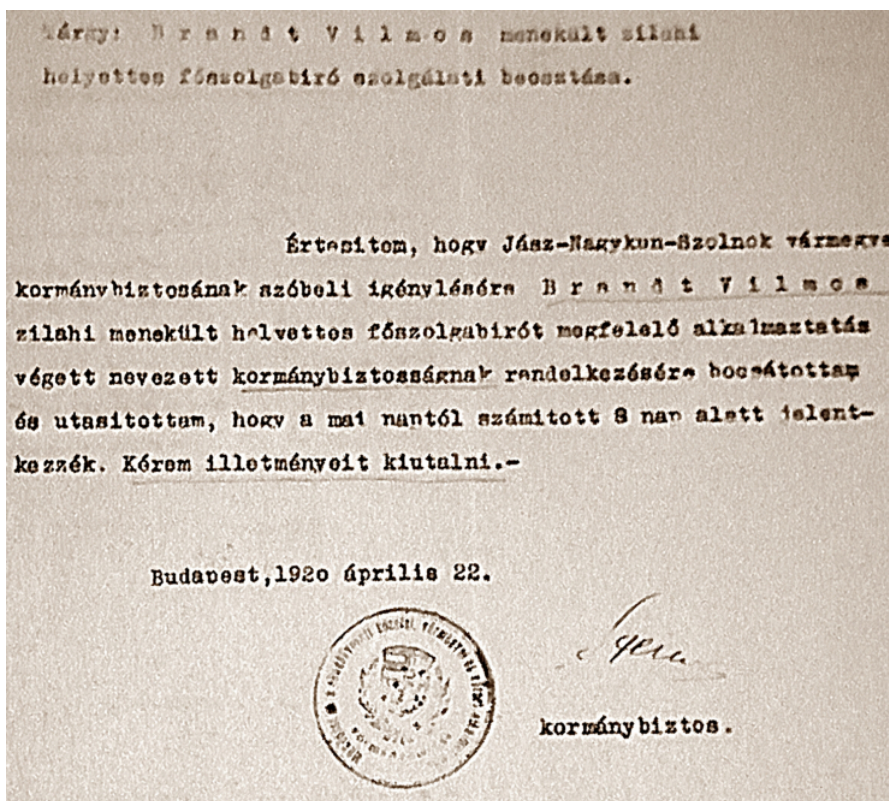 Tárgy: Brandt Vilmos menekült zilahi
helyettes főszolgabiró szolgálati beosztása.
Értesitem, hogy Jász-Nagykun-Szolnok vármegye
kormánybiztosának szóbeli igénylésére Brandt Vilmos
zilahi menekült helyettes főszolgabirót megfelelő alkalmaztatás
végett nevezett kormánybiztosságnak rendelkezésére bocsátottam
és utasitottam, hogy a mai naptól számitott 8 nap alatt jelent-
kezzék. Kérem illetményeit kiutalni.-
Budapest,1920 április 22.
kormánybiztos.